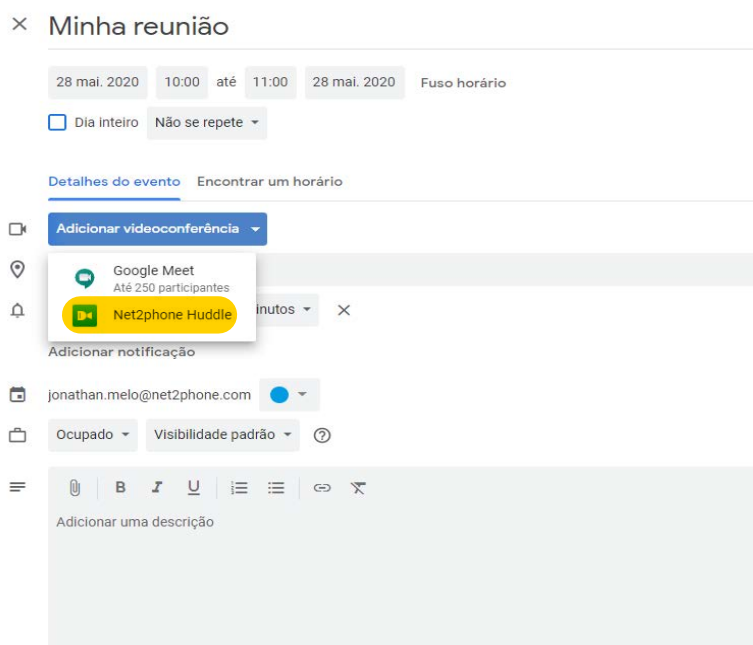 Minha reunião
28 mai. 2020 10:00 até 11:00 28 mai. 2020 Fuso horário
Dia inteiro Não se repete
Detalhes do evento Encontrar um horário
Adicionar videoconferência
Google Meet
Até 250 participantes
Net2phone Huddle
inutos
Adicionar notificação
jonathan.melo@net2phone.com
Ocupado Visibilidade padrão
B I U
Adicionar uma descrição